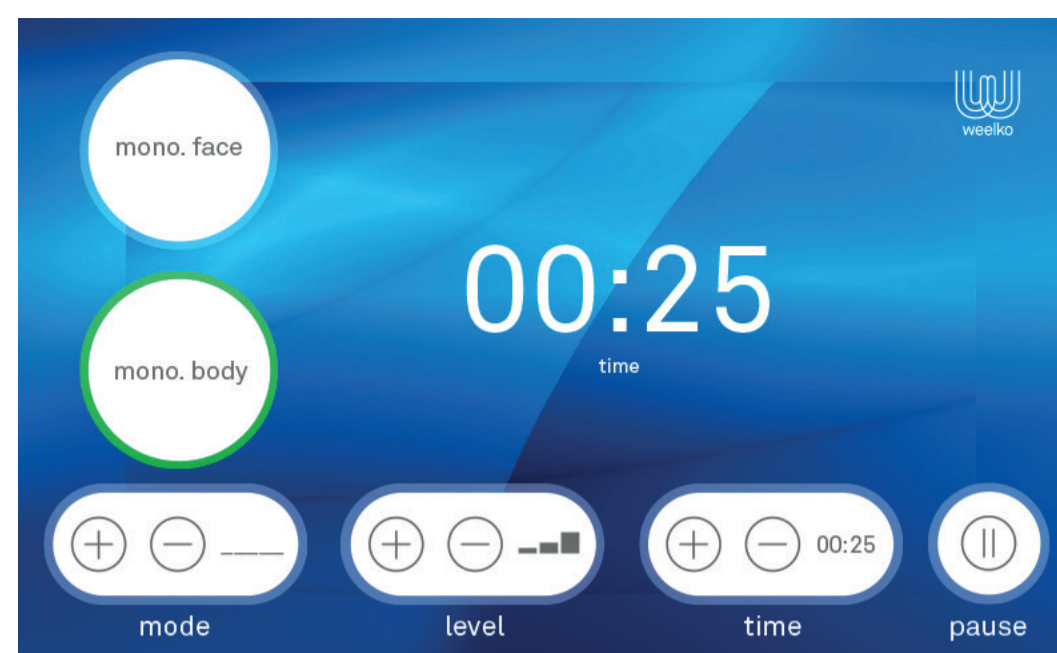 mono. face
weelko
00:25
time
mono. body
00:25
mode
level
time
pause